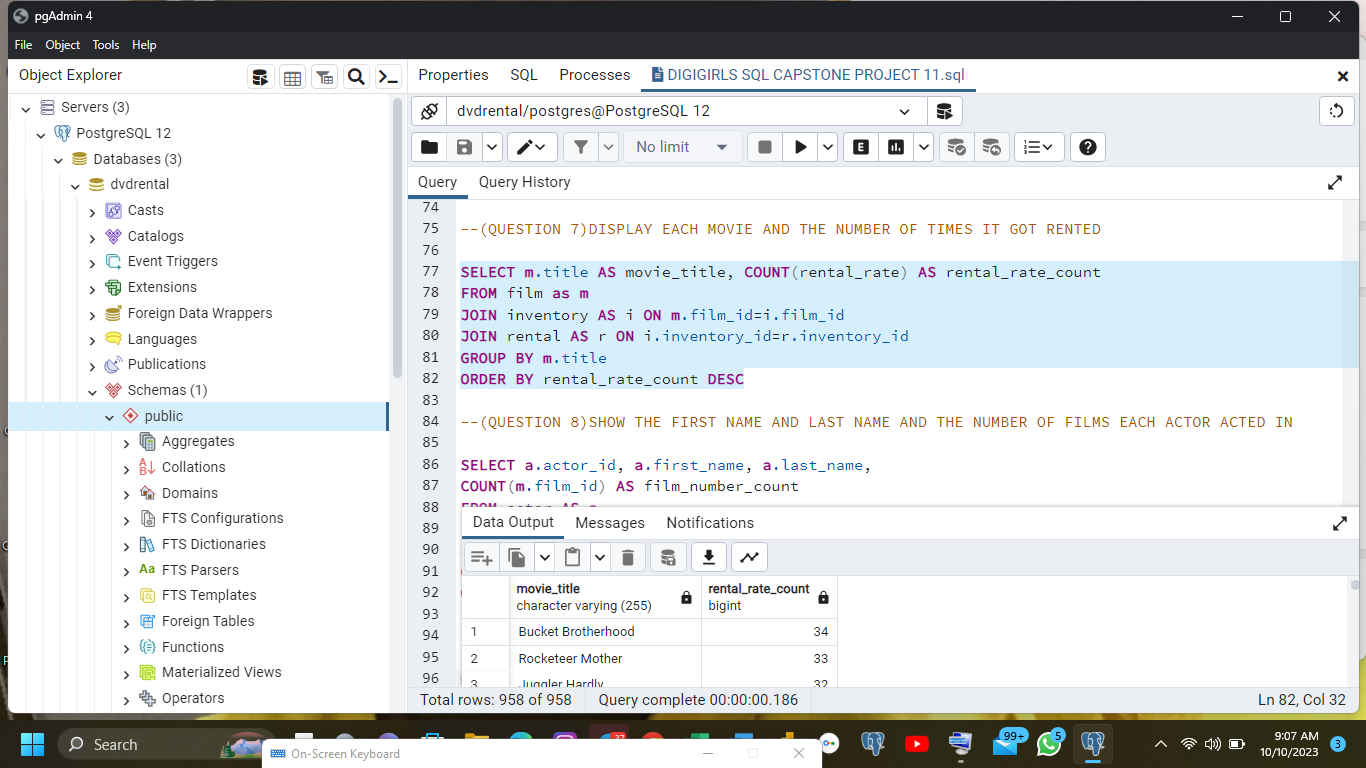 pgAdmin 4
File Object Tools Help
Object Explorer
Properties SQL Processes DIGIGIRLS SQL CAPSTONE PROJECT 11.sql
Servers (3)
PostgreSQL 12
Databases (3)
dvdrental
Casts
Catalogs
Event Triggers
Extensions
Foreign Data Wrappers
Languages
Publications
Schemas (1)
public
Aggregates
Collations
Domains
FTS Configurations
FTS Dictionaries
Aa FTS Parsers
FTS Templates
Foreign Tables
Functions
Materialized Views
Operators
dvdrental/postgres@PostgreSQL 12
No limit
E
Query Query History
74
75 --(QUESTION 7)DISPLAY EACH MOVIE AND THE NUMBER OF TIMES IT GOT RENTED
76
77 SELECT m.title AS movie_title, COUNT(rental_rate) AS rental_rate_count
78 FROM film as m
79 JOIN inventory AS i ON m.film_id=i.film_id
80 JOIN rental AS r ON i.inventory_id=r.inventory_id
81 GROUP BY m.title
82 ORDER BY rental_rate_count DESC
83
84 --(QUESTION 8)SHOW THE FIRST NAME AND LAST NAME AND THE NUMBER OF FILMS EACH ACTOR ACTED IN
85
86 SELECT a.actor_id, a.first_name, a.last_name,
87 COUNT(m.film_id) AS film_number_count
88 FROM actor AS a
89
90
91
92
93
94
95
96
Data Output Messages Notifications
movie_title rental_rate_count
character varying (255) bigint
1 Bucket Brotherhood 34
2 Rocketeer Mother 33
3 Juggler Hardly 32
Total rows: 958 of 958 Query complete 00:00:00.186 Ln 82, Col 32
Search
37
99+
5
9:07 AM
10/10/2023
3
On-Screen Keyboard